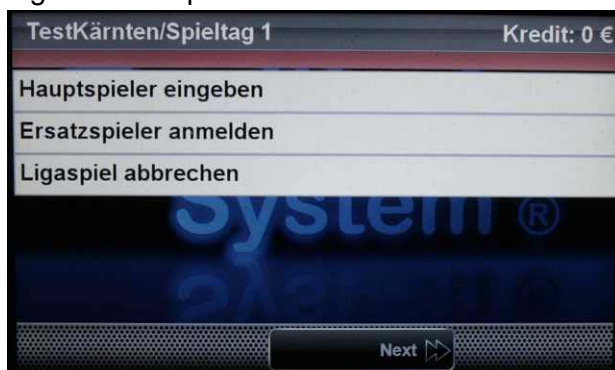 TestKärnten/Spieltag 1 Kredit: 0 €
Hauptspieler eingeben
Ersatzspieler anmelden
Ligaspiel abbrechen
System ®
Next